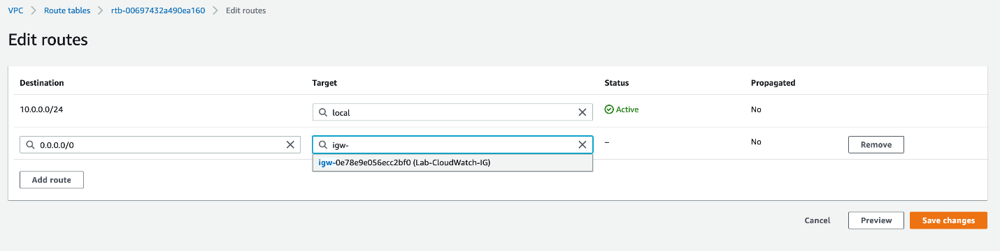 VPC > Route tables > rtb-00697432a490ea160 > Edit routes
Edit routes
Destination Target Status Propagated
10.0.0.0/24 local Active No
0.0.0.0/0 igw- – No Remove
igw-0e78e9e056ecc2bf0 (Lab-CloudWatch-IG)
Add route
Cancel Preview Save changes